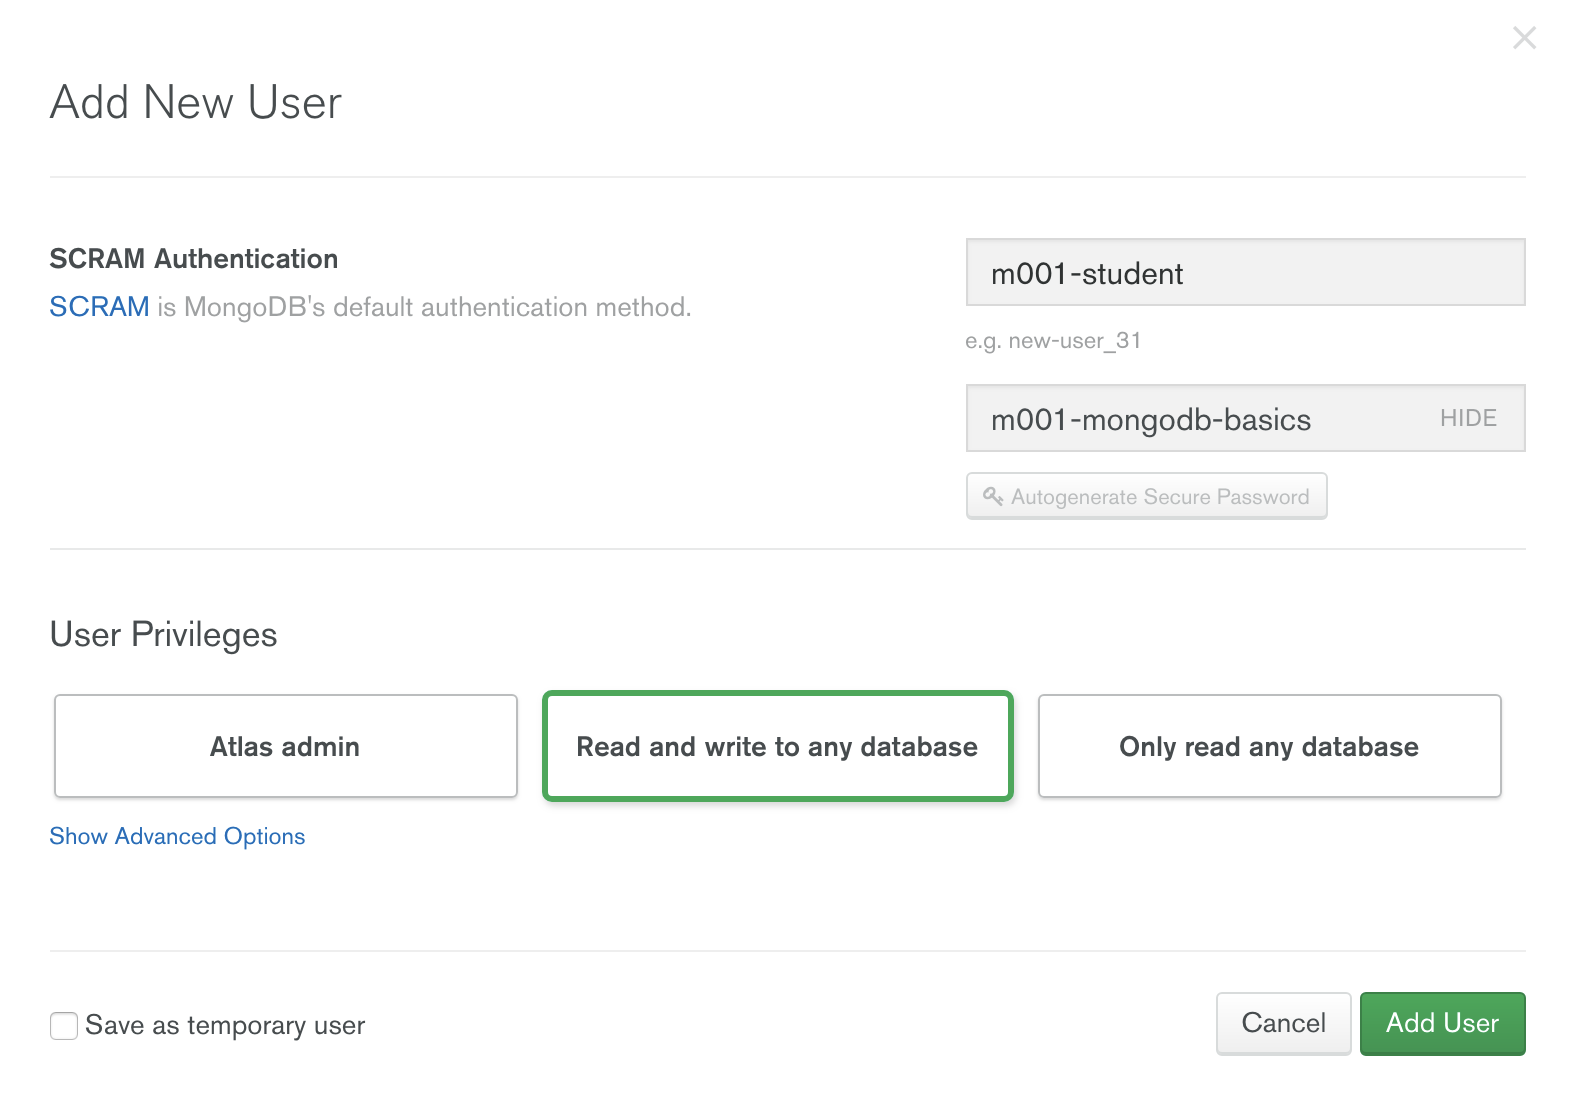 Add New User
SCRAM Authentication
SCRAM is MongoDB's default authentication method.
m001-student
e.g. new-user_31
m001-mongodb-basics HIDE
Autogenerate Secure Password
User Privileges
Atlas admin
Read and write to any database
Only read any database
Show Advanced Options
Save as temporary user
Cancel
Add User